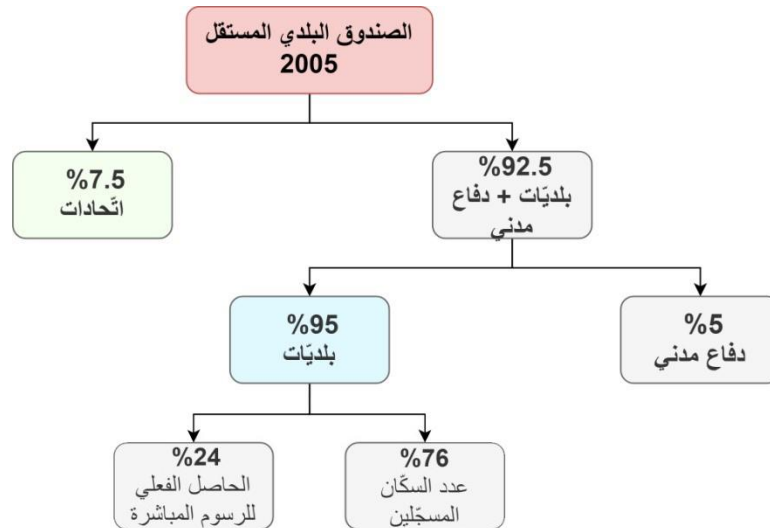 الصندوق البلدي المستقل
2005
%92.5
بلديّات + دفاع
مدني
%7.5
اتّحادات
%5
دفاع مدني
%95
بلديّات
%76
عدد السكّان
المسجّلين
%24
الحاصل الفعلي
للرسوم المباشرة